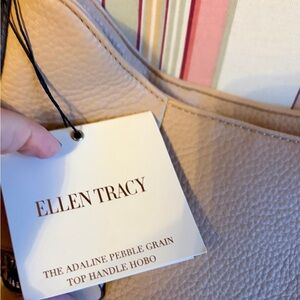 ELLEN TRACY
THE ADALINE PEBBLE GRAIN
TOP HANDLE HOBO